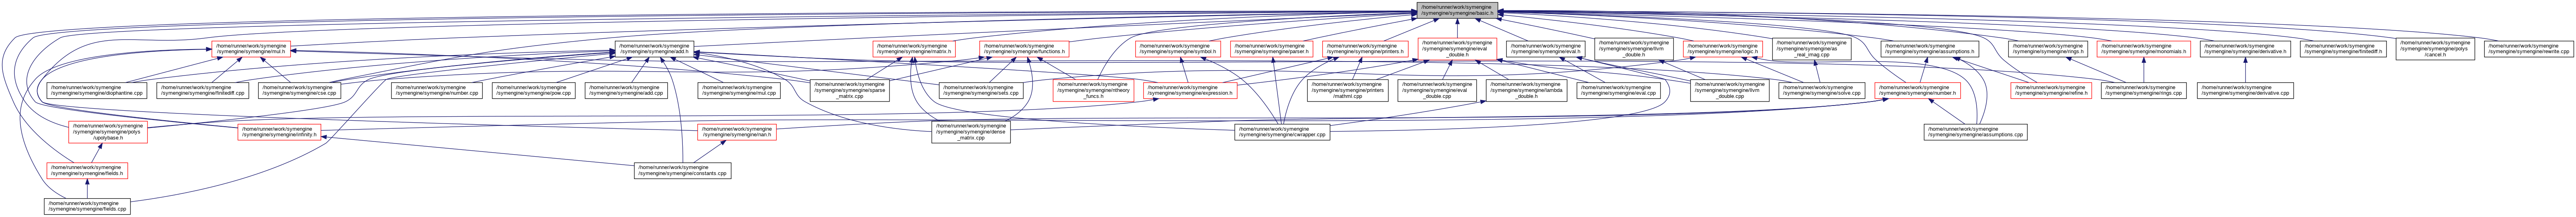 /home/runner/work/symengine
/symengine/symengine/basic.h
/home/runner/work/symengine
/symengine/symengine/mul.h
/home/runner/work/symengine
/symengine/symengine/add.h
/home/runner/work/symengine
/symengine/symengine/matrix.h
/home/runner/work/symengine
/symengine/symengine/functions.h
/home/runner/work/symengine
/symengine/symengine/symbol.h
/home/runner/work/symengine
/symengine/symengine/parser.h
/home/runner/work/symengine
/symengine/symengine/printers.h
/home/runner/work/symengine
/symengine/symengine/eval
_double.h
/home/runner/work/symengine
/symengine/symengine/eval.h
/home/runner/work/symengine
/symengine/symengine/llvm
_double.h
/home/runner/work/symengine
/symengine/symengine/logic.h
/home/runner/work/symengine
/symengine/symengine/as
_real_imag.cpp
/home/runner/work/symengine
/symengine/symengine/assumptions.h
/home/runner/work/symengine
/symengine/symengine/rings.h
/home/runner/work/symengine
/symengine/symengine/monomials.h
/home/runner/work/symengine
/symengine/symengine/derivative.h
/home/runner/work/symengine
/symengine/symengine/finitediff.h
/home/runner/work/symengine
/symengine/symengine/polys
/cancel.h
/home/runner/work/symengine
/symengine/symengine/rewrite.cpp
/home/runner/work/symengine
/symengine/symengine/diophantine.cpp
/home/runner/work/symengine
/symengine/symengine/finitediff.cpp
/home/runner/work/symengine
/symengine/symengine/cse.cpp
/home/runner/work/symengine
/symengine/symengine/number.cpp
/home/runner/work/symengine
/symengine/symengine/pow.cpp
/home/runner/work/symengine
/symengine/symengine/add.cpp
/home/runner/work/symengine
/symengine/symengine/mul.cpp
/home/runner/work/symengine
/symengine/symengine/sparse
_matrix.cpp
/home/runner/work/symengine
/symengine/symengine/sets.cpp
/home/runner/work/symengine
/symengine/symengine/ntheory
_funcs.h
/home/runner/work/symengine
/symengine/symengine/expression.h
/home/runner/work/symengine
/symengine/symengine/printers
/mathml.cpp
/home/runner/work/symengine
/symengine/symengine/eval
_double.cpp
/home/runner/work/symengine
/symengine/symengine/lambda
_double.h
/home/runner/work/symengine
/symengine/symengine/eval.cpp
/home/runner/work/symengine
/symengine/symengine/llvm
_double.cpp
/home/runner/work/symengine
/symengine/symengine/solve.cpp
/home/runner/work/symengine
/symengine/symengine/number.h
/home/runner/work/symengine
/symengine/symengine/refine.h
/home/runner/work/symengine
/symengine/symengine/rings.cpp
/home/runner/work/symengine
/symengine/symengine/derivative.cpp
/home/runner/work/symengine
/symengine/symengine/polys
/upolybase.h
/home/runner/work/symengine
/symengine/symengine/infinity.h
/home/runner/work/symengine
/symengine/symengine/nan.h
/home/runner/work/symengine
/symengine/symengine/dense
_matrix.cpp
/home/runner/work/symengine
/symengine/symengine/cwrapper.cpp
/home/runner/work/symengine
/symengine/symengine/assumptions.cpp
/home/runner/work/symengine
/symengine/symengine/fields.h
/home/runner/work/symengine
/symengine/symengine/constants.cpp
/home/runner/work/symengine
/symengine/symengine/fields.cpp